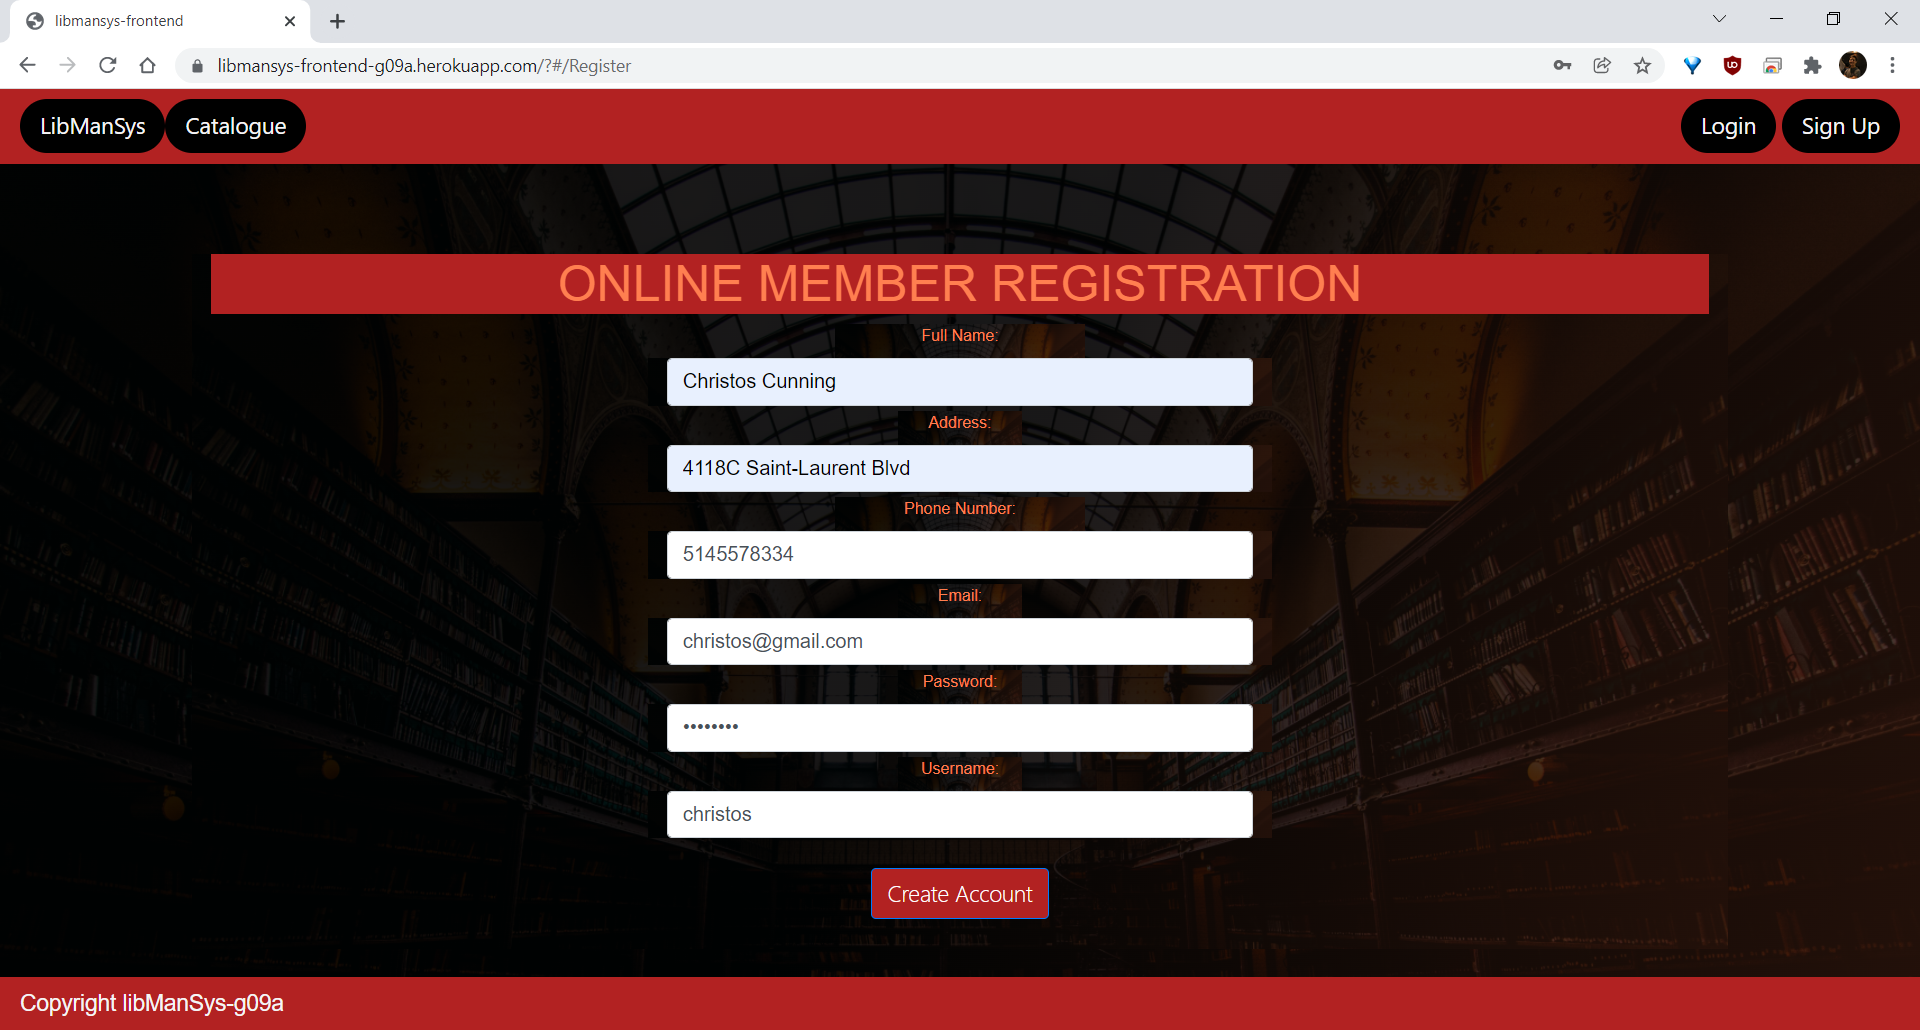 libmansys-frontend
libmansys-frontend-g09a.herokuapp.com/?#/Register
LibManSys Catalogue Login Sign Up
ONLINE MEMBER REGISTRATION
Full Name:
Christos Cunning
Address:
4118C Saint-Laurent Blvd
Phone Number:
5145578334
Email:
christos@gmail.com
Password:
••••••••
Username:
christos
Create Account
Copyright libManSys-g09a